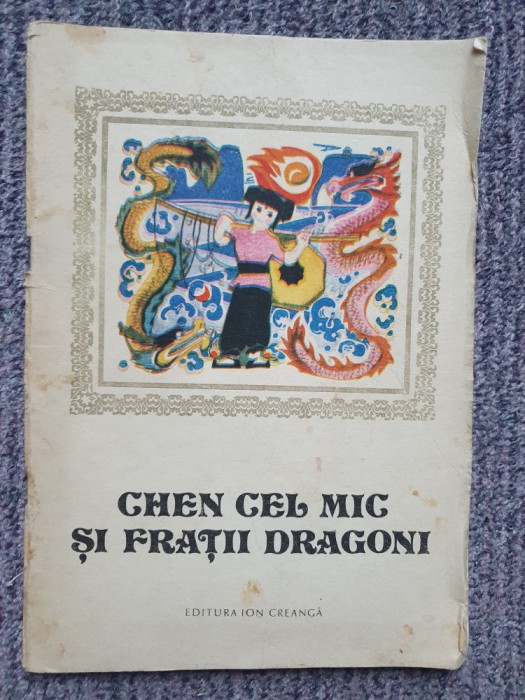 CHEN CEL MIC
ȘI FRAȚII DRAGONI
EDITURA ION CREANGĂ